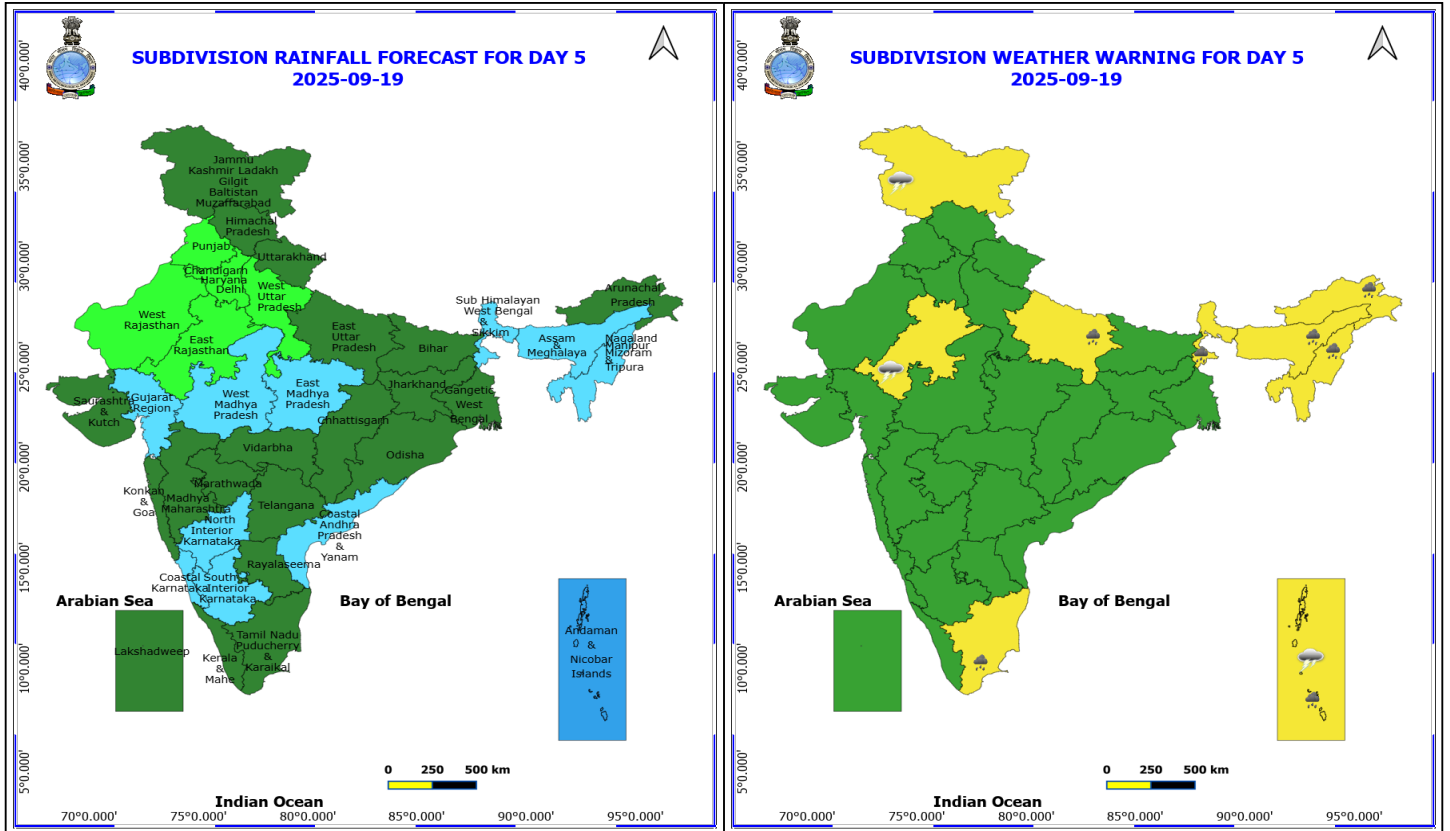 SUBDIVISION RAINFALL FORECAST FOR DAY 5
2025-09-19
40°0.000'
35°0.000'
30°0.000'
25°0.000'
20°0.000'
15°0.000'
10°0.000'
5°0.000'
Jammu
Kashmir Ladakh
Gilgit
Baltistan
Muzaffarabad
Himachal
Pradesh
Punjab
Uttarakhand
Chandigarh
Haryana
Delhi
West
Uttar
Pradesh
West
Rajasthan
East
Rajasthan
East
Uttar
Pradesh
Bihar
Sub Himalayan
West Bengal
&
Sikkim
Arunachal
Pradesh
Assam
&
Meghalaya
Nagaland
Manipur
Mizoram
&
Tripura
Jharkhand
Gangetic
West
Bengal
Saurashtra
&
Kutch
Gujarat
Region
West
Madhya
Pradesh
East
Madhya
Pradesh
Chhattisgarh
Vidarbha
Odisha
Konkan
&
Goa
Madhya
Maharashtra
Marathwada
Telangana
North
Interior
Karnataka
Coastal
Andhra
Pradesh
&
Yanam
Rayalaseema
Coastal
Karnataka
South
Interior
Karnataka
Arabian Sea
Bay of Bengal
Lakshadweep
Kerala
&
Mahe
Tamil Nadu
Puducherry
&
Karaikal
Andaman
&
Nicobar
Islands
0 250 500 km
Indian Ocean
70°0.000' 75°0.000' 80°0.000' 85°0.000' 90°0.000' 95°0.000'
SUBDIVISION WEATHER WARNING FOR DAY 5
2025-09-19
40°0.000'
35°0.000'
30°0.000'
25°0.000'
20°0.000'
15°0.000'
10°0.000'
5°0.000'
Arabian Sea
Bay of Bengal
0 250 500 km
Indian Ocean
70°0.000' 75°0.000' 80°0.000' 85°0.000' 90°0.000' 95°0.000'